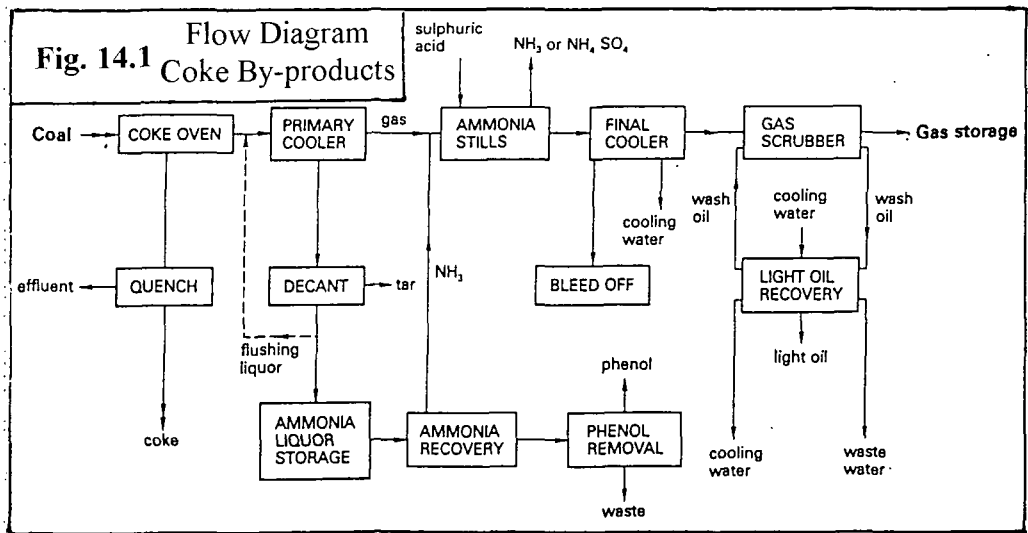 Fig. 14.1
Flow Diagram
Coke By-products
sulphuric
acid
NH₃ or NH₄ SO₄
Coal
COKE OVEN
PRIMARY
COOLER
gas
AMMONIA
STILLS
FINAL
COOLER
GAS
SCRUBBER
Gas storage
cooling
water
wash
oil
cooling
water
wash
oil
effluent
QUENCH
DECANT
tar
NH₃
BLEED OFF
LIGHT OIL
RECOVERY
flushing
liquor
light oil
phenol
coke
AMMONIA
LIQUOR
STORAGE
AMMONIA
RECOVERY
PHENOL
REMOVAL
cooling
water
waste
water
waste